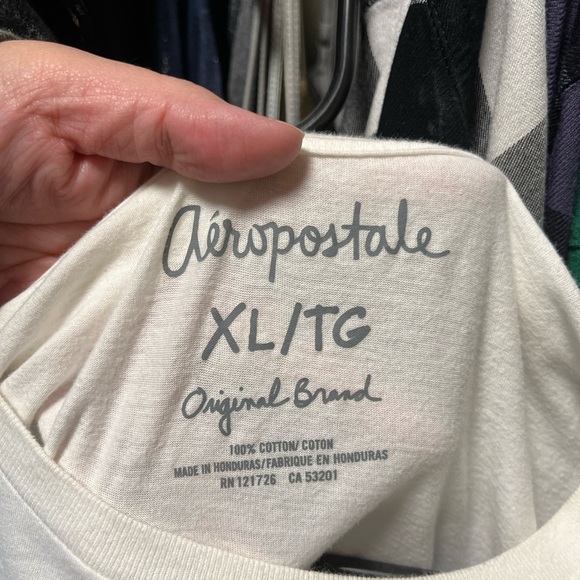 aéropostale
XL/TG
Original Brand
100% COTTON/ COTON
MADE IN HONDURAS/FABRIQUE EN HONDURAS
RN 121726 CA 53201